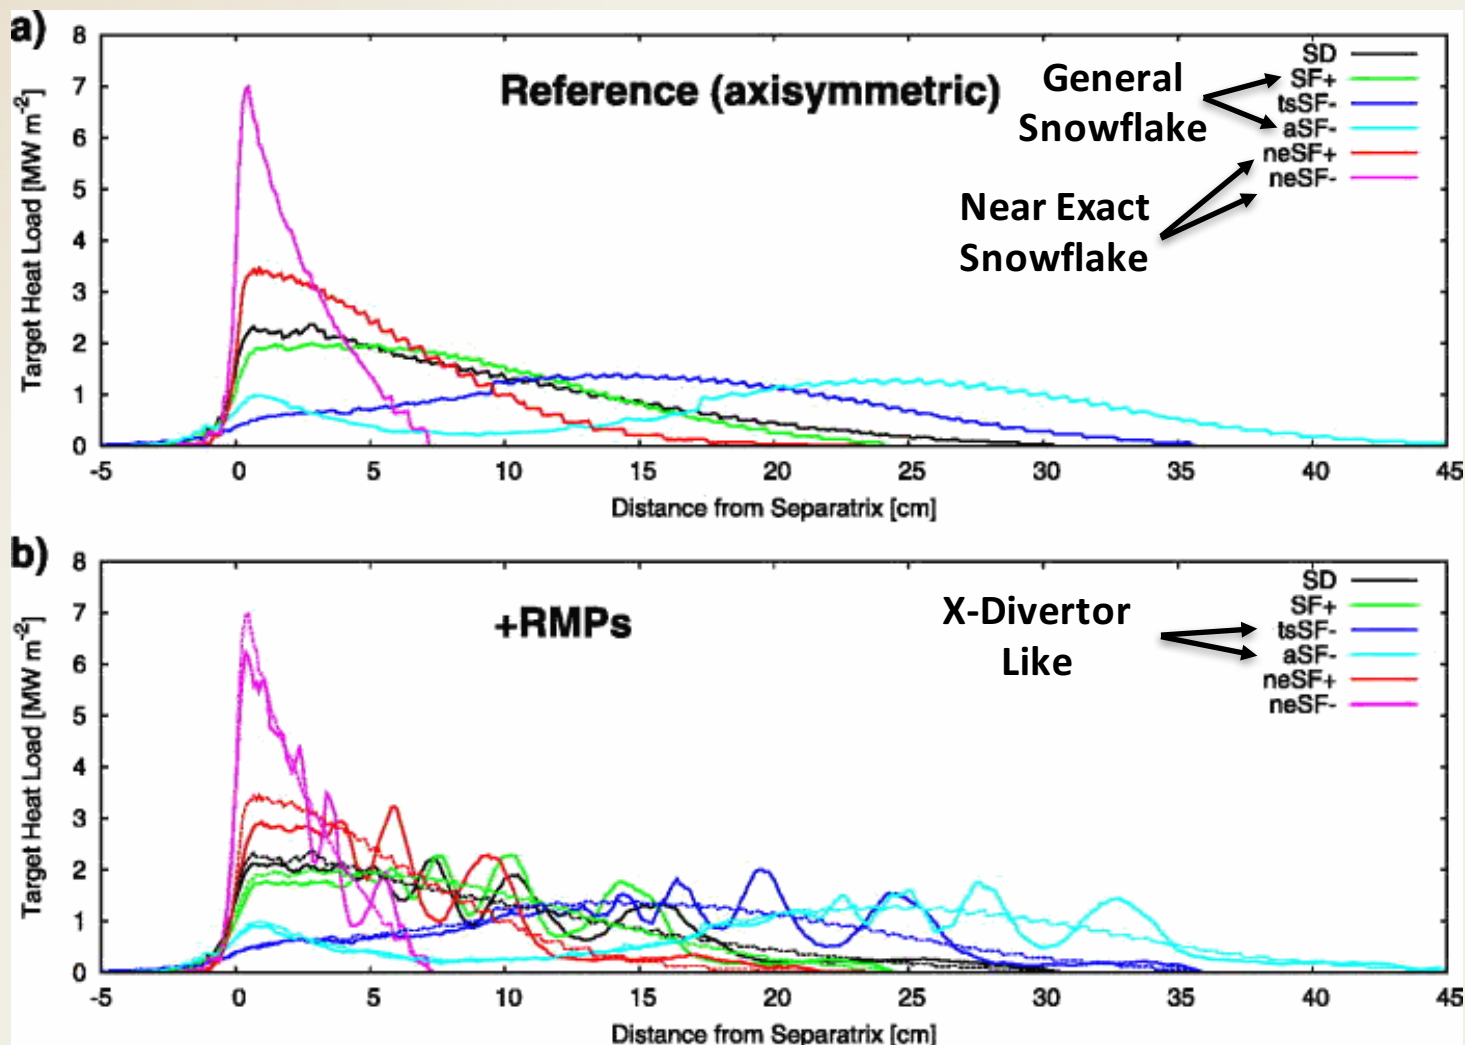 a)
8
7
6
5
4
3
2
1
0
Target Heat Load [MW m-2]
Reference (axisymmetric)
General
Snowflake
Near Exact
Snowflake
SD
SF+
tsSF-
aSF-
neSF+
neSF-
-5 0 5 10 15 20 25 30 35 40 45
Distance from Separatrix [cm]
b)
8
7
6
5
4
3
2
1
0
Target Heat Load [MW m-2]
+RMPs
X-Divertor
Like
SD
SF+
tsSF-
aSF-
neSF+
neSF-
-5 0 5 10 15 20 25 30 35 40 45
Distance from Separatrix [cm]